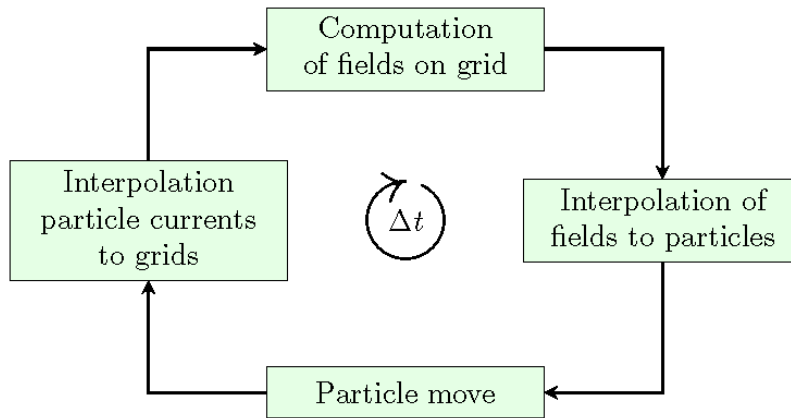 Computation
of fields on grid
Interpolation
particle currents
to grids
Δt
Interpolation of
fields to particles
Particle move